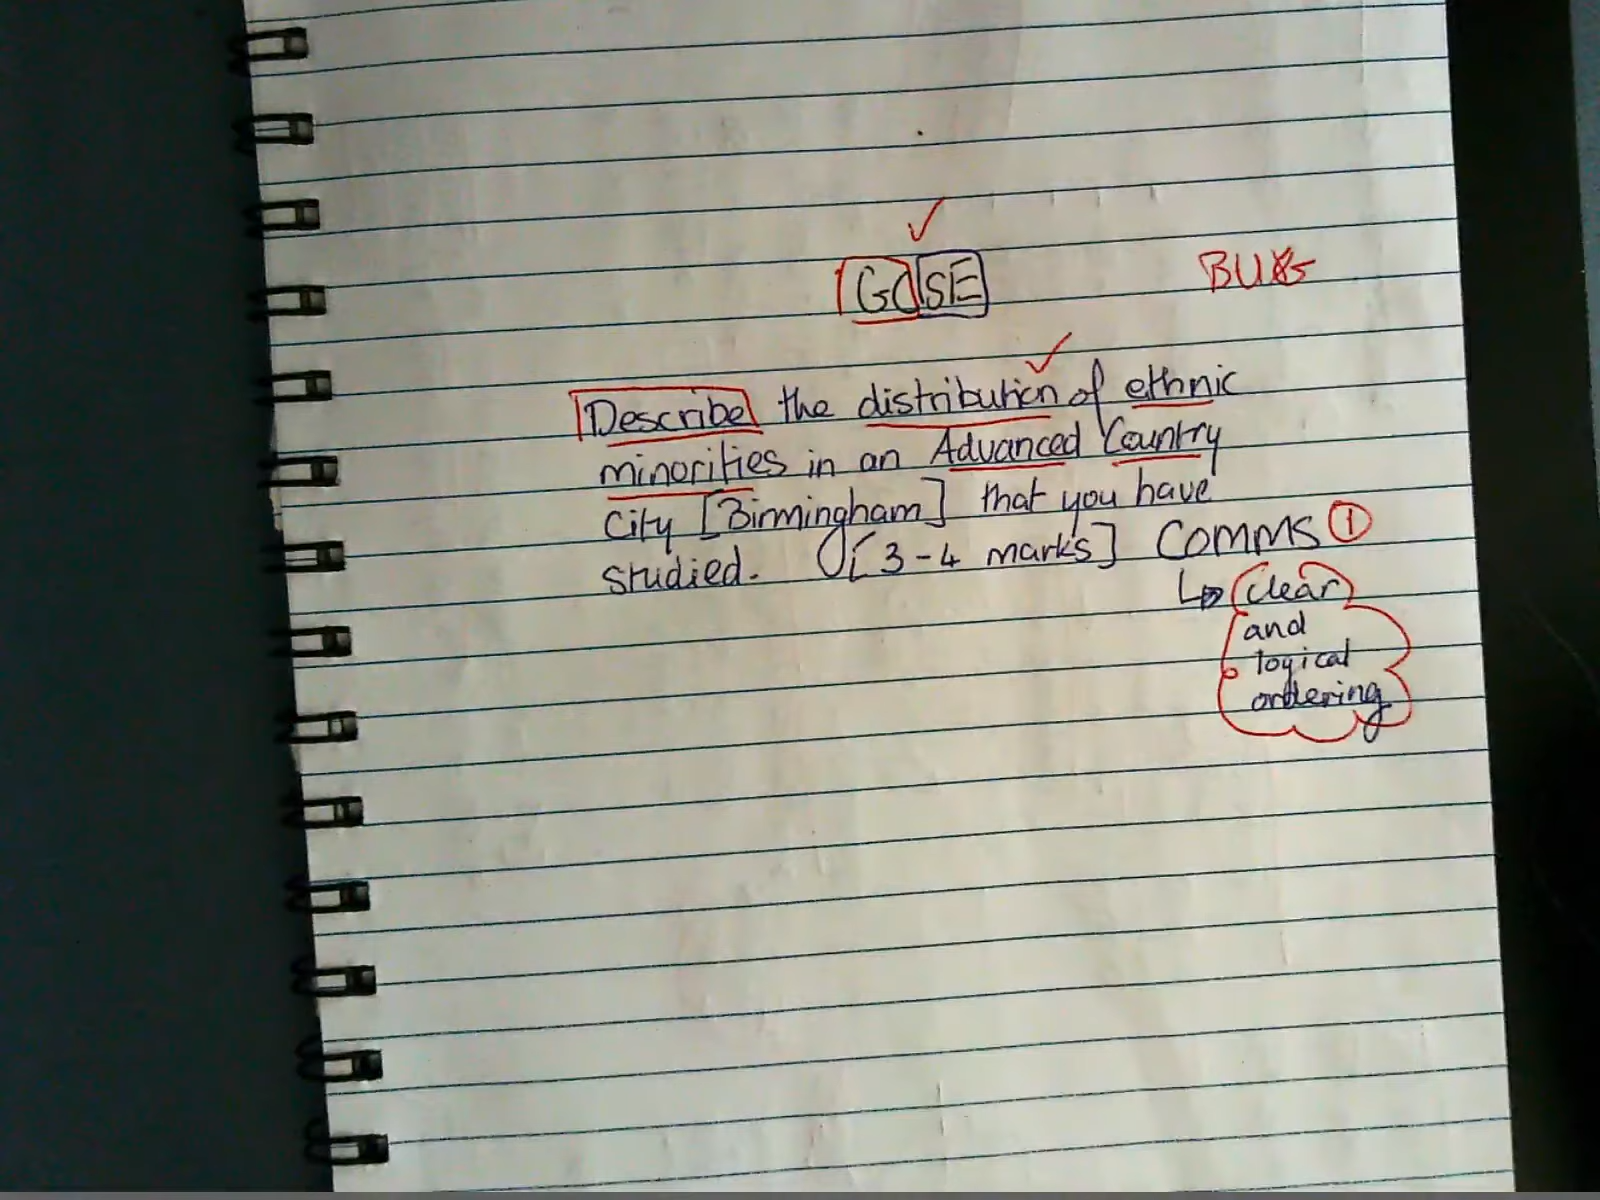 GCSE
BUG
Describe the distribution of ethnic
minorities in an Advanced Country
City [Birmingham] that you have
studied. [3-4 marks] COMMS 1
clear
and
logical
ordering